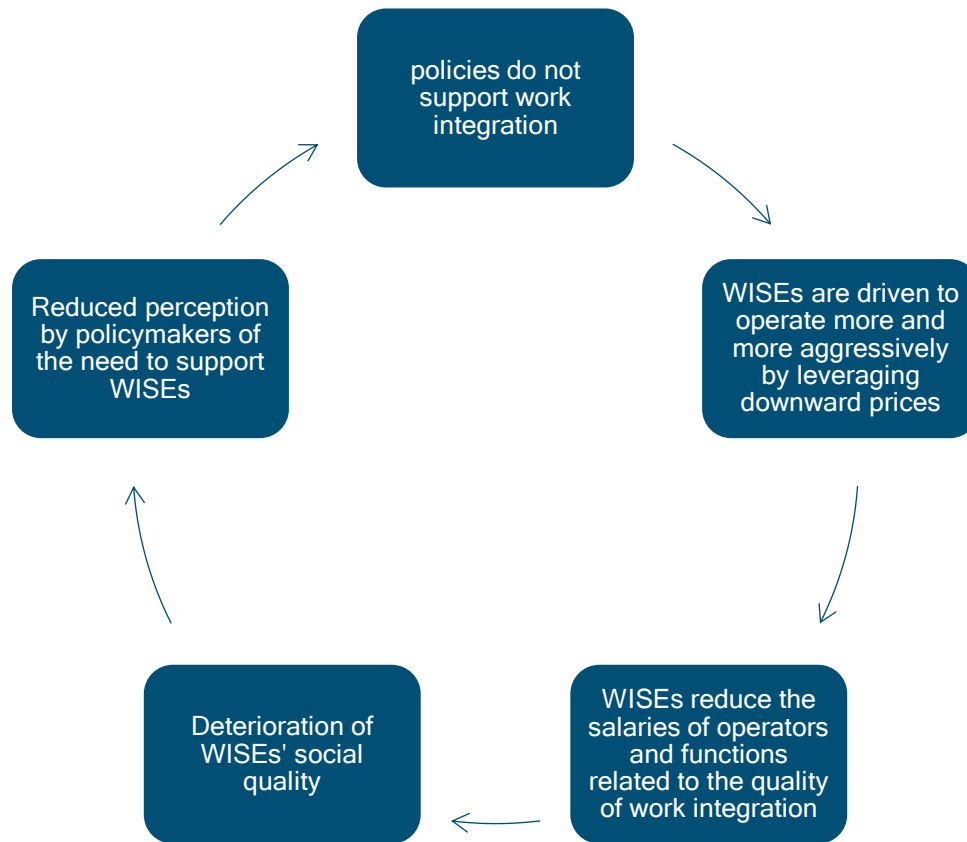 policies do not
support work
integration
WISEs are driven to
operate more and
more aggressively
by leveraging
downward prices
WISEs reduce the
salaries of operators
and functions
related to the quality
of work integration
Deterioration of
WISEs' social
quality
Reduced perception
by policymakers of
the need to support
WISEs